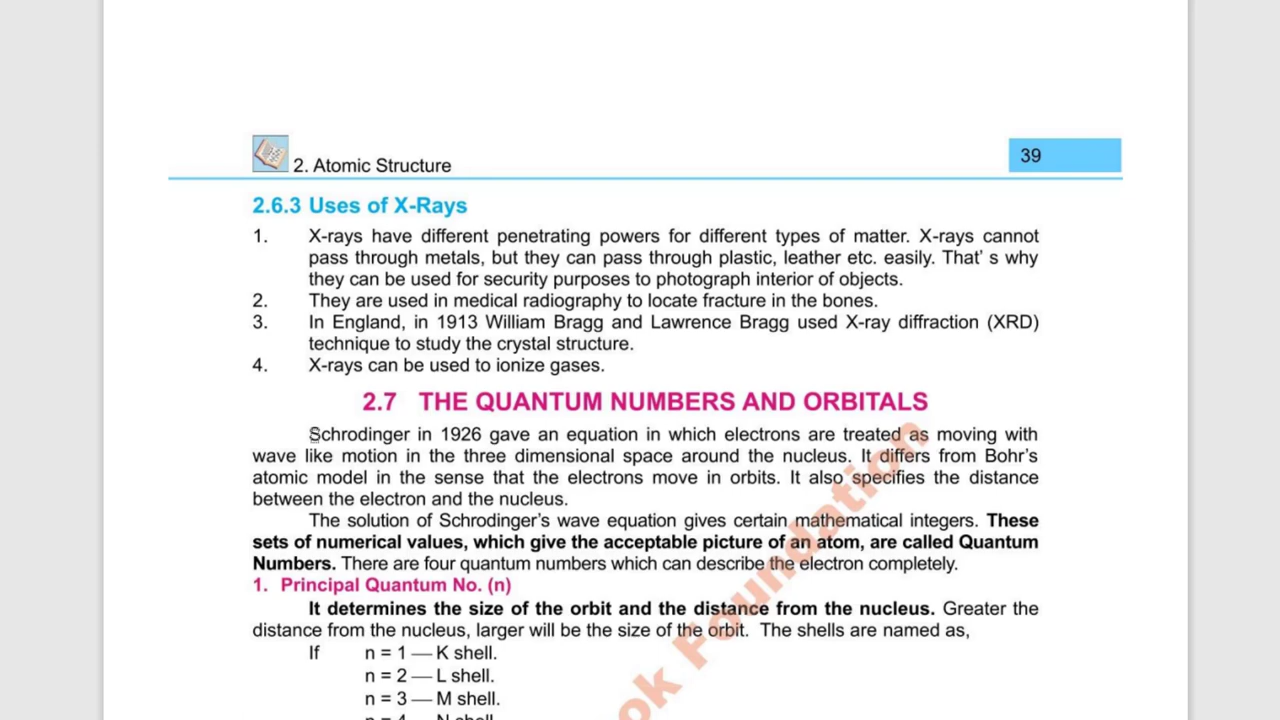 2. Atomic Structure
39
2.6.3 Uses of X-Rays
1. X-rays have different penetrating powers for different types of matter. X-rays cannot
pass through metals, but they can pass through plastic, leather etc. easily. That' s why
they can be used for security purposes to photograph interior of objects.
2. They are used in medical radiography to locate fracture in the bones.
3. In England, in 1913 William Bragg and Lawrence Bragg used X-ray diffraction (XRD)
technique to study the crystal structure.
4. X-rays can be used to ionize gases.
2.7 THE QUANTUM NUMBERS AND ORBITALS
Schrodinger in 1926 gave an equation in which electrons are treated as moving with
wave like motion in the three dimensional space around the nucleus. It differs from Bohr's
atomic model in the sense that the electrons move in orbits. It also specifies the distance
between the electron and the nucleus.
The solution of Schrodinger's wave equation gives certain mathematical integers. These
sets of numerical values, which give the acceptable picture of an atom, are called Quantum
Numbers. There are four quantum numbers which can describe the electron completely.
1. Principal Quantum No. (n)
It determines the size of the orbit and the distance from the nucleus. Greater the
distance from the nucleus, larger will be the size of the orbit. The shells are named as,
If n = 1 — K shell.
n = 2 — L shell.
n = 3 — M shell.
n = 4 — N shell
ok Foundation